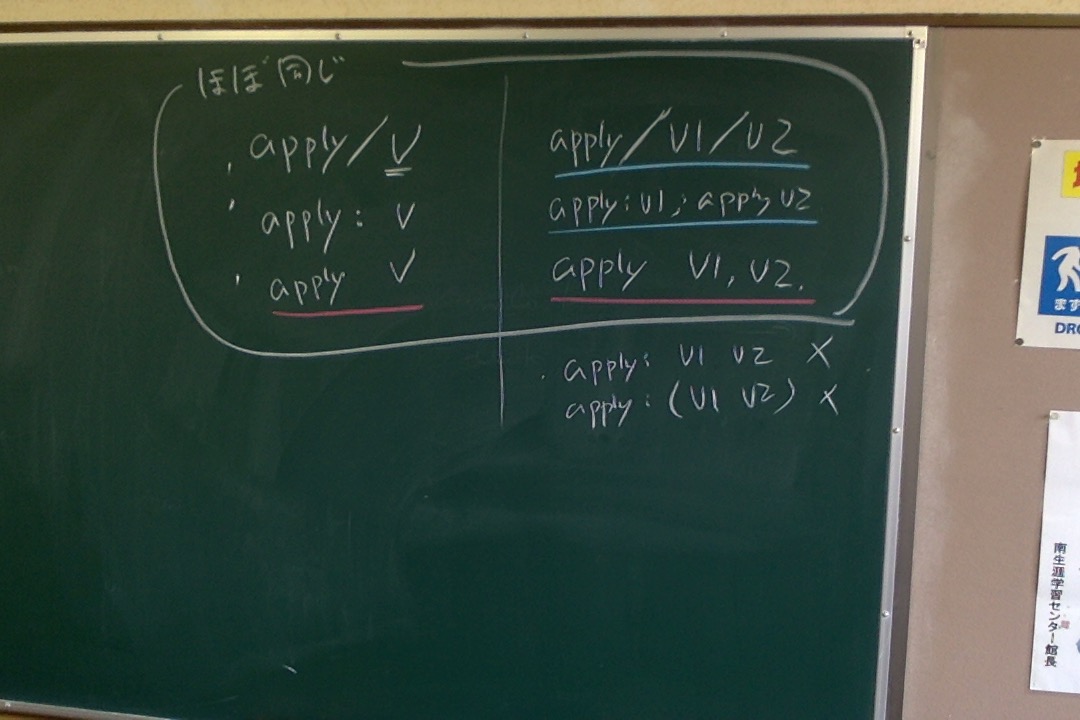 ほぼ同じ
apply/V
apply: V
apply V
apply/V1/V2
apply:V1; apply V2
apply V1, V2.
apply: V1 V2 X
apply: (V1 V2) X
まず
DRO
南生涯学習センター館長